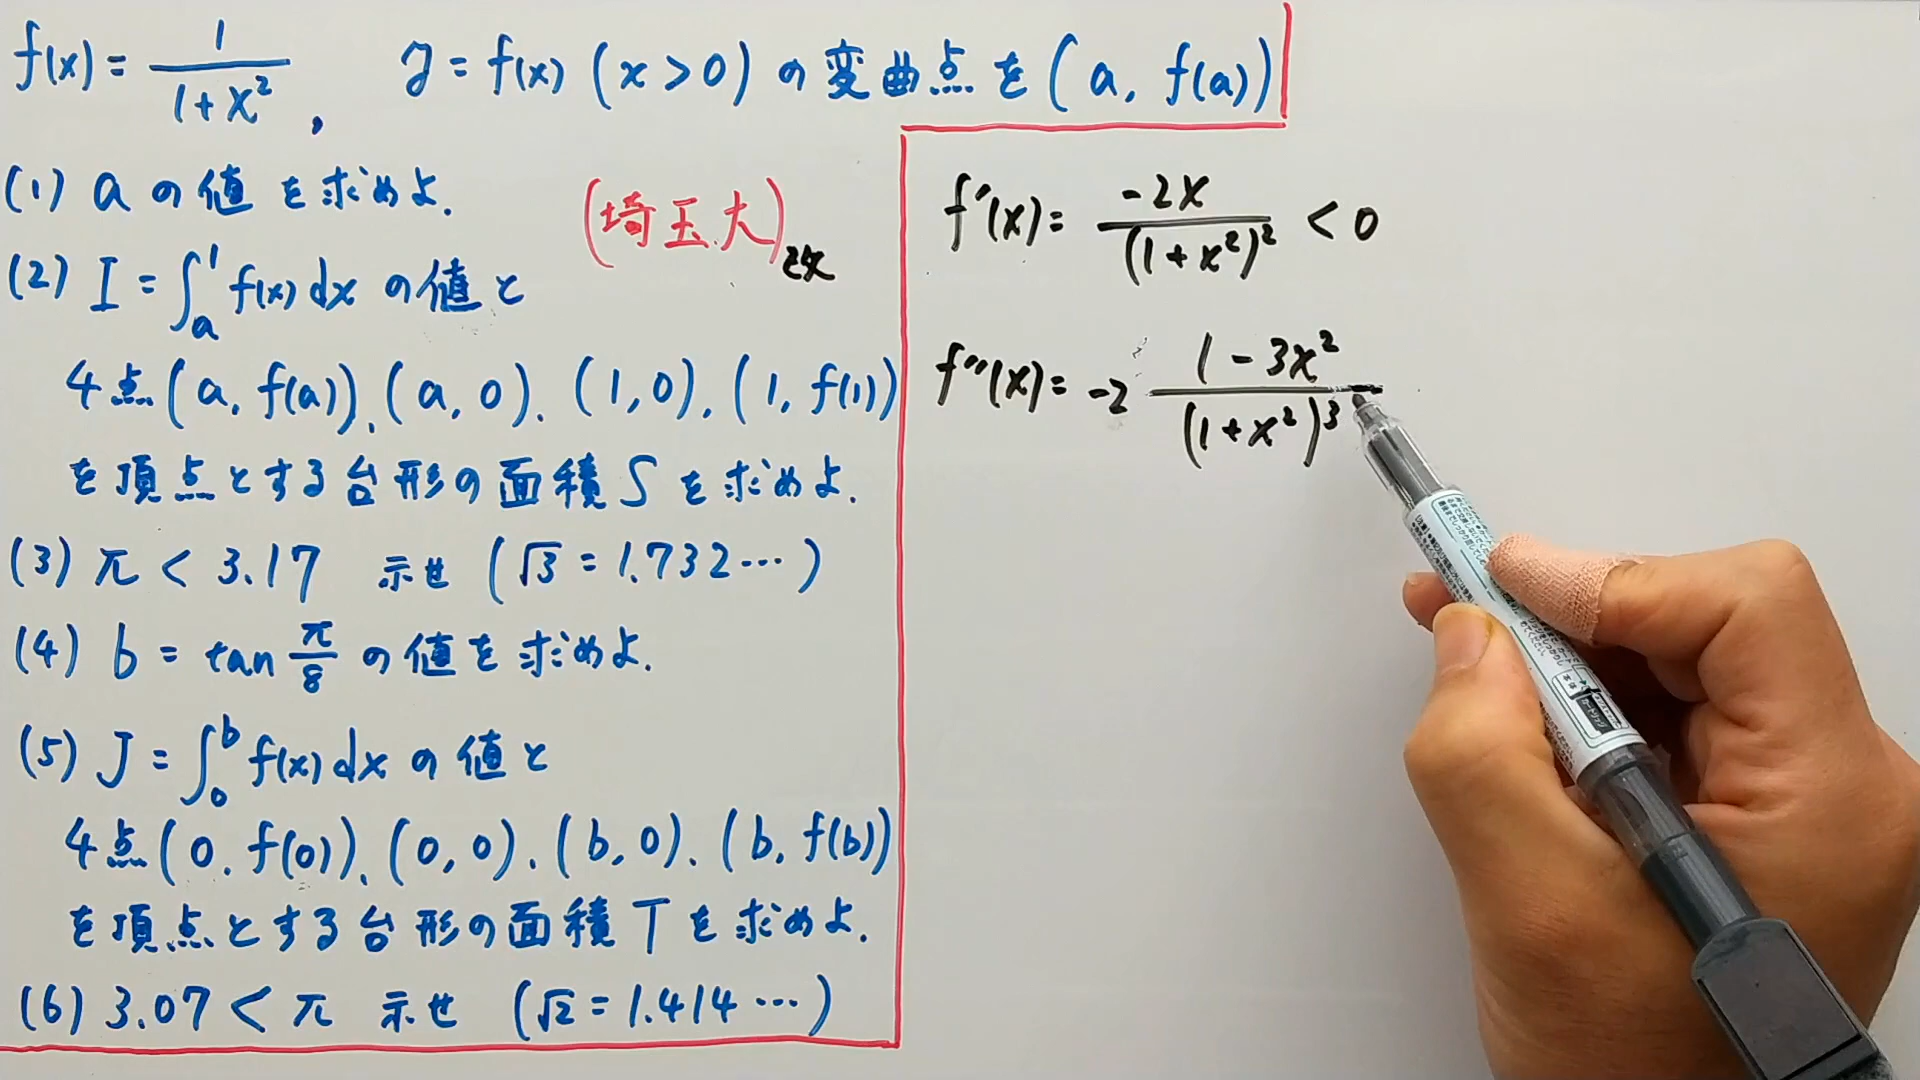 f(x) = 1/(1+x²), y = f(x) (x>0) の変曲点を (a, f(a))
(1) a の値を求めよ.
(埼玉大)改
(2) I = ∫ₐ¹ f(x)dx の値と
4点(a, f(a)), (a, 0), (1, 0), (1, f(1))
を頂点とする台形の面積 S を求めよ.
(3) π < 3.17 示せ (√3 = 1.732…)
(4) b = tan π/8 の値を求めよ.
(5) J = ∫₀ᵇ f(x)dx の値と
4点(0, f(0)), (0, 0), (b, 0), (b, f(b))
を頂点とする台形の面積 T を求めよ.
(6) 3.07 < π 示せ (√2 = 1.414…)
f′(x) = -2x/(1+x²)² < 0
f″(x) = -2 (1-3x²)/(1+x²)³